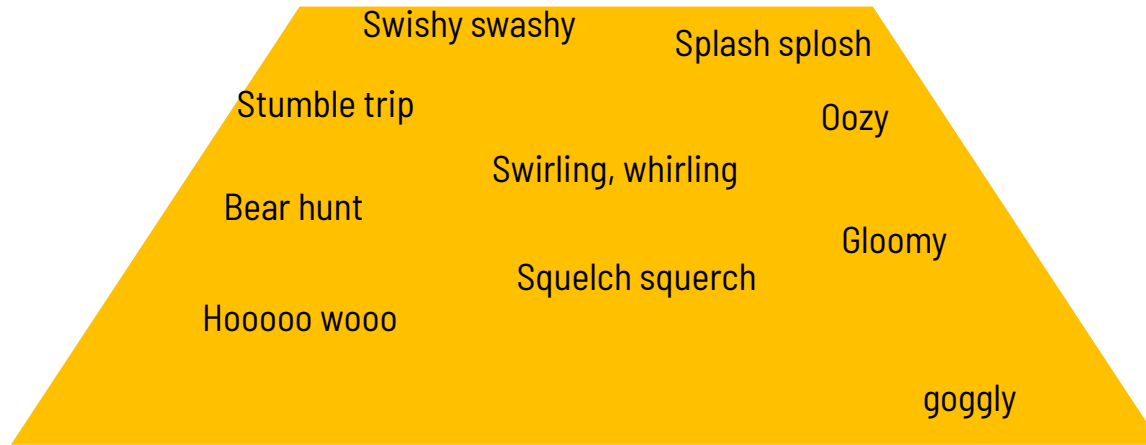 Swishy swashy
Splash splosh
Stumble trip
Oozy
Swirling, whirling
Bear hunt
Gloomy
Squelch squerch
Hooooo wooo
goggly